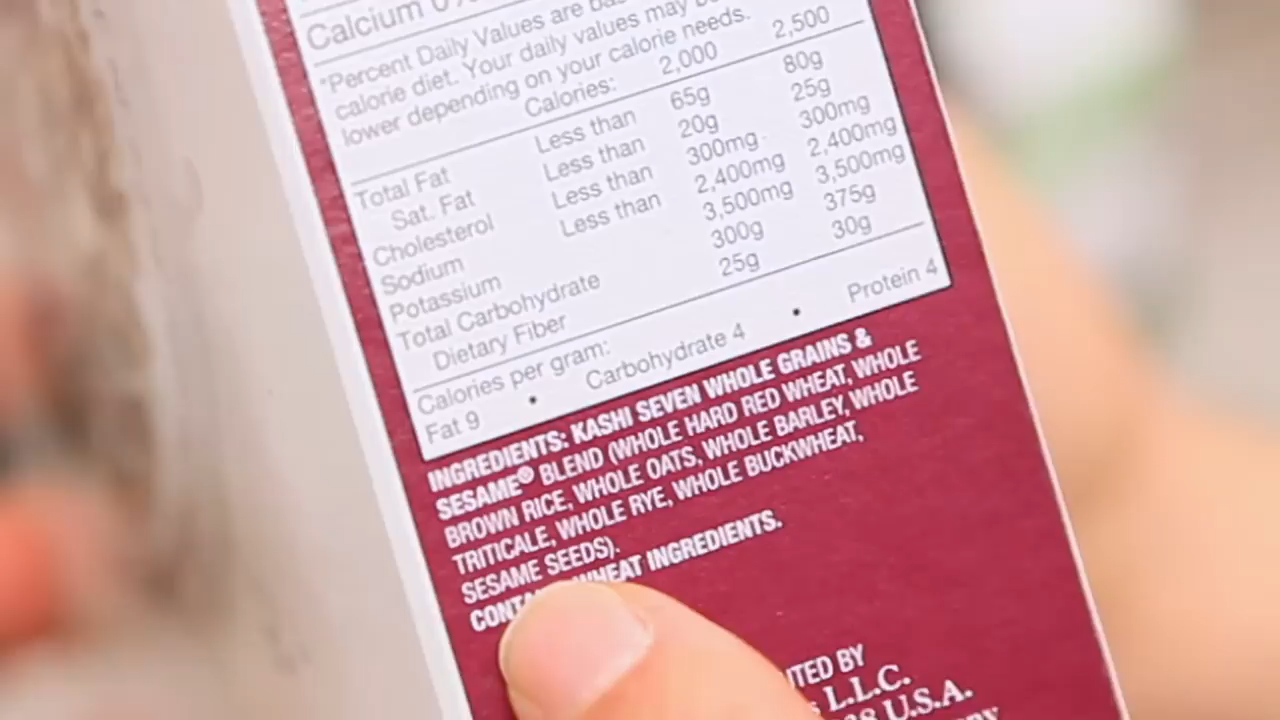 Calcium 0%
*Percent Daily Values are
calorie diet. Your daily values may
lower depending on your calorie needs.
Calories: 2,000 2,500
Total Fat Less than 65g 80g
Sat. Fat Less than 20g 25g
Cholesterol Less than 300mg 300mg
Sodium Less than 2,400mg 2,400mg
Potassium 3,500mg 3,500mg
Total Carbohydrate 300g 375g
Dietary Fiber 25g 30g
Calories per gram:
Fat 9 • Carbohydrate 4 • Protein 4
INGREDIENTS: KASHI SEVEN WHOLE GRAINS &
SESAME® BLEND (WHOLE HARD RED WHEAT, WHOLE
BROWN RICE, WHOLE OATS, WHOLE BARLEY, WHOLE
TRITICALE, WHOLE RYE, WHOLE BUCKWHEAT,
SESAME SEEDS).
WHEAT INGREDIENTS.
BY
L.L.C.
U.S.A.